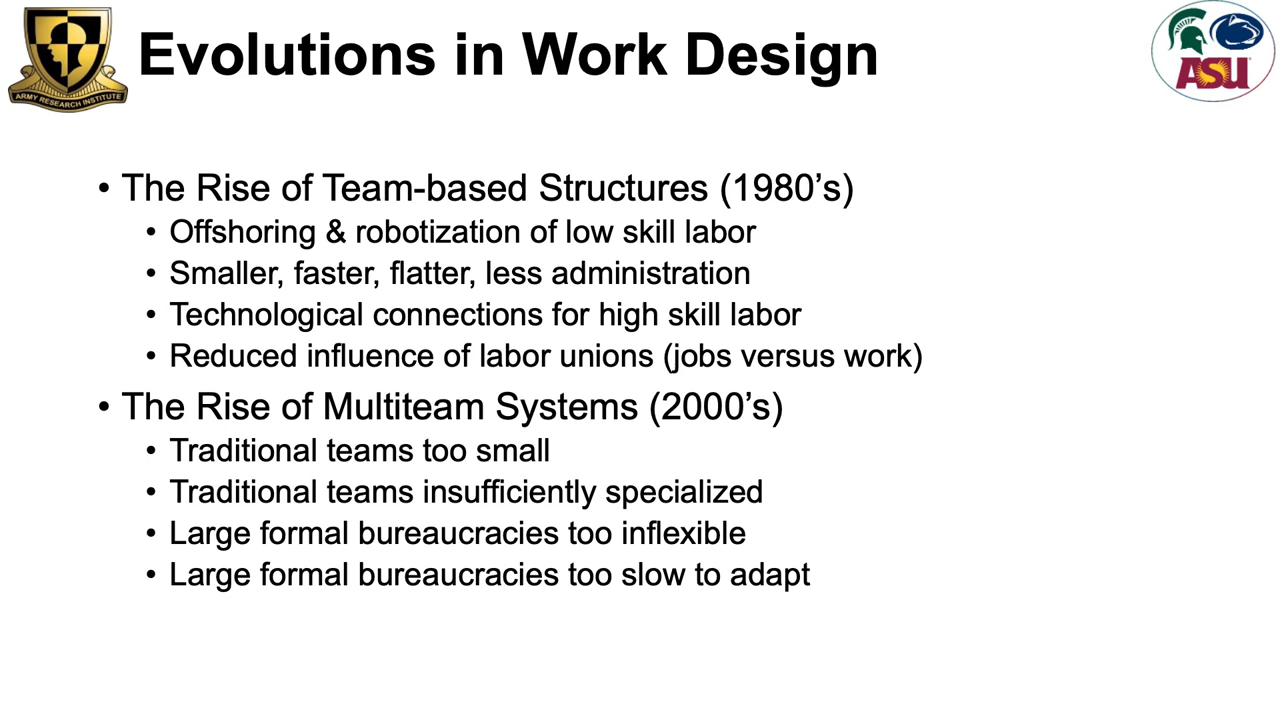 Evolutions in Work Design
ARMY RESEARCH INSTITUTE
ASU
• The Rise of Team-based Structures (1980’s)
• Offshoring & robotization of low skill labor
• Smaller, faster, flatter, less administration
• Technological connections for high skill labor
• Reduced influence of labor unions (jobs versus work)
• The Rise of Multiteam Systems (2000’s)
• Traditional teams too small
• Traditional teams insufficiently specialized
• Large formal bureaucracies too inflexible
• Large formal bureaucracies too slow to adapt